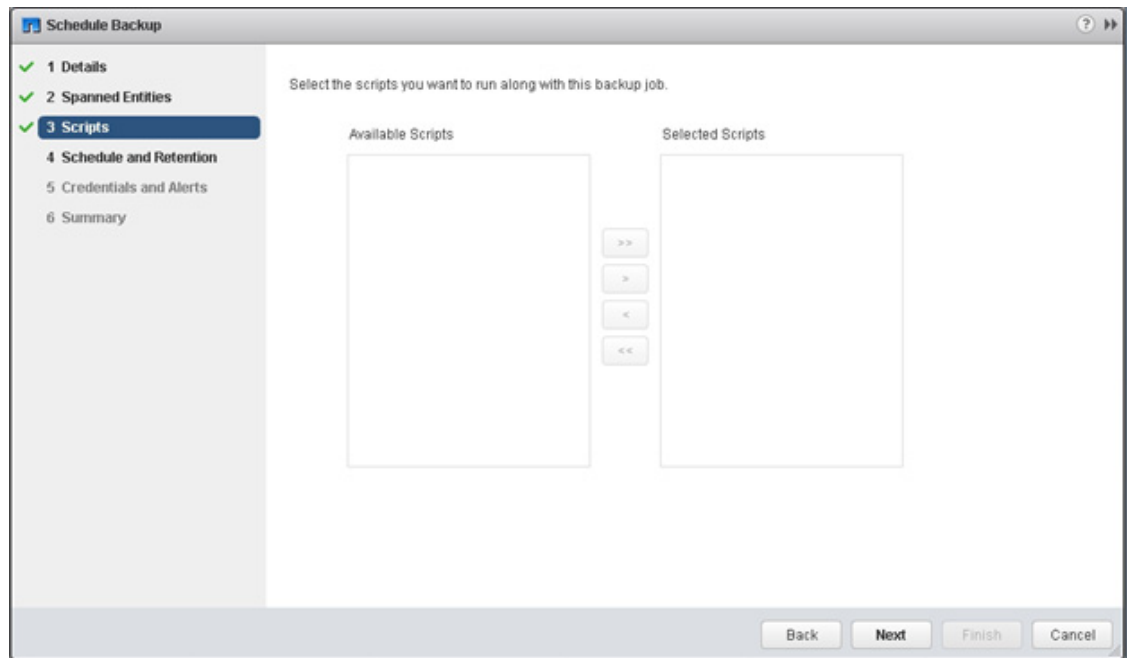 Schedule Backup
?
1 Details
2 Spanned Entities
3 Scripts
4 Schedule and Retention
5 Credentials and Alerts
6 Summary
Select the scripts you want to run along with this backup job.
Available Scripts
Selected Scripts
>>
>
<
<<
Back
Next
Finish
Cancel